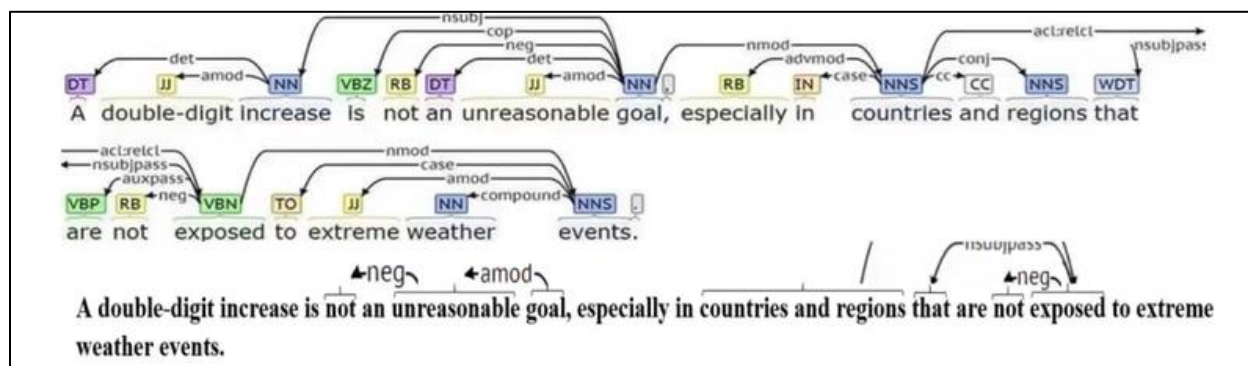 nsubj
cop
neg
det
det
amod
amod
nmod
advmod
case
cc
conj
acl:relcl
nsubjpass
DT JJ NN VBZ RB DT JJ NN , RB IN NNS CC NNS WDT
A double-digit increase is not an unreasonable goal, especially in countries and regions that
acl:relcl
nsubjpass
auxpass
neg
nmod
case
amod
compound
VBP RB VBN TO JJ NN NNS .
are not exposed to extreme weather events.
nsubjpass
neg
amod
neg
A double-digit increase is not an unreasonable goal, especially in countries and regions that are not exposed to extreme
weather events.